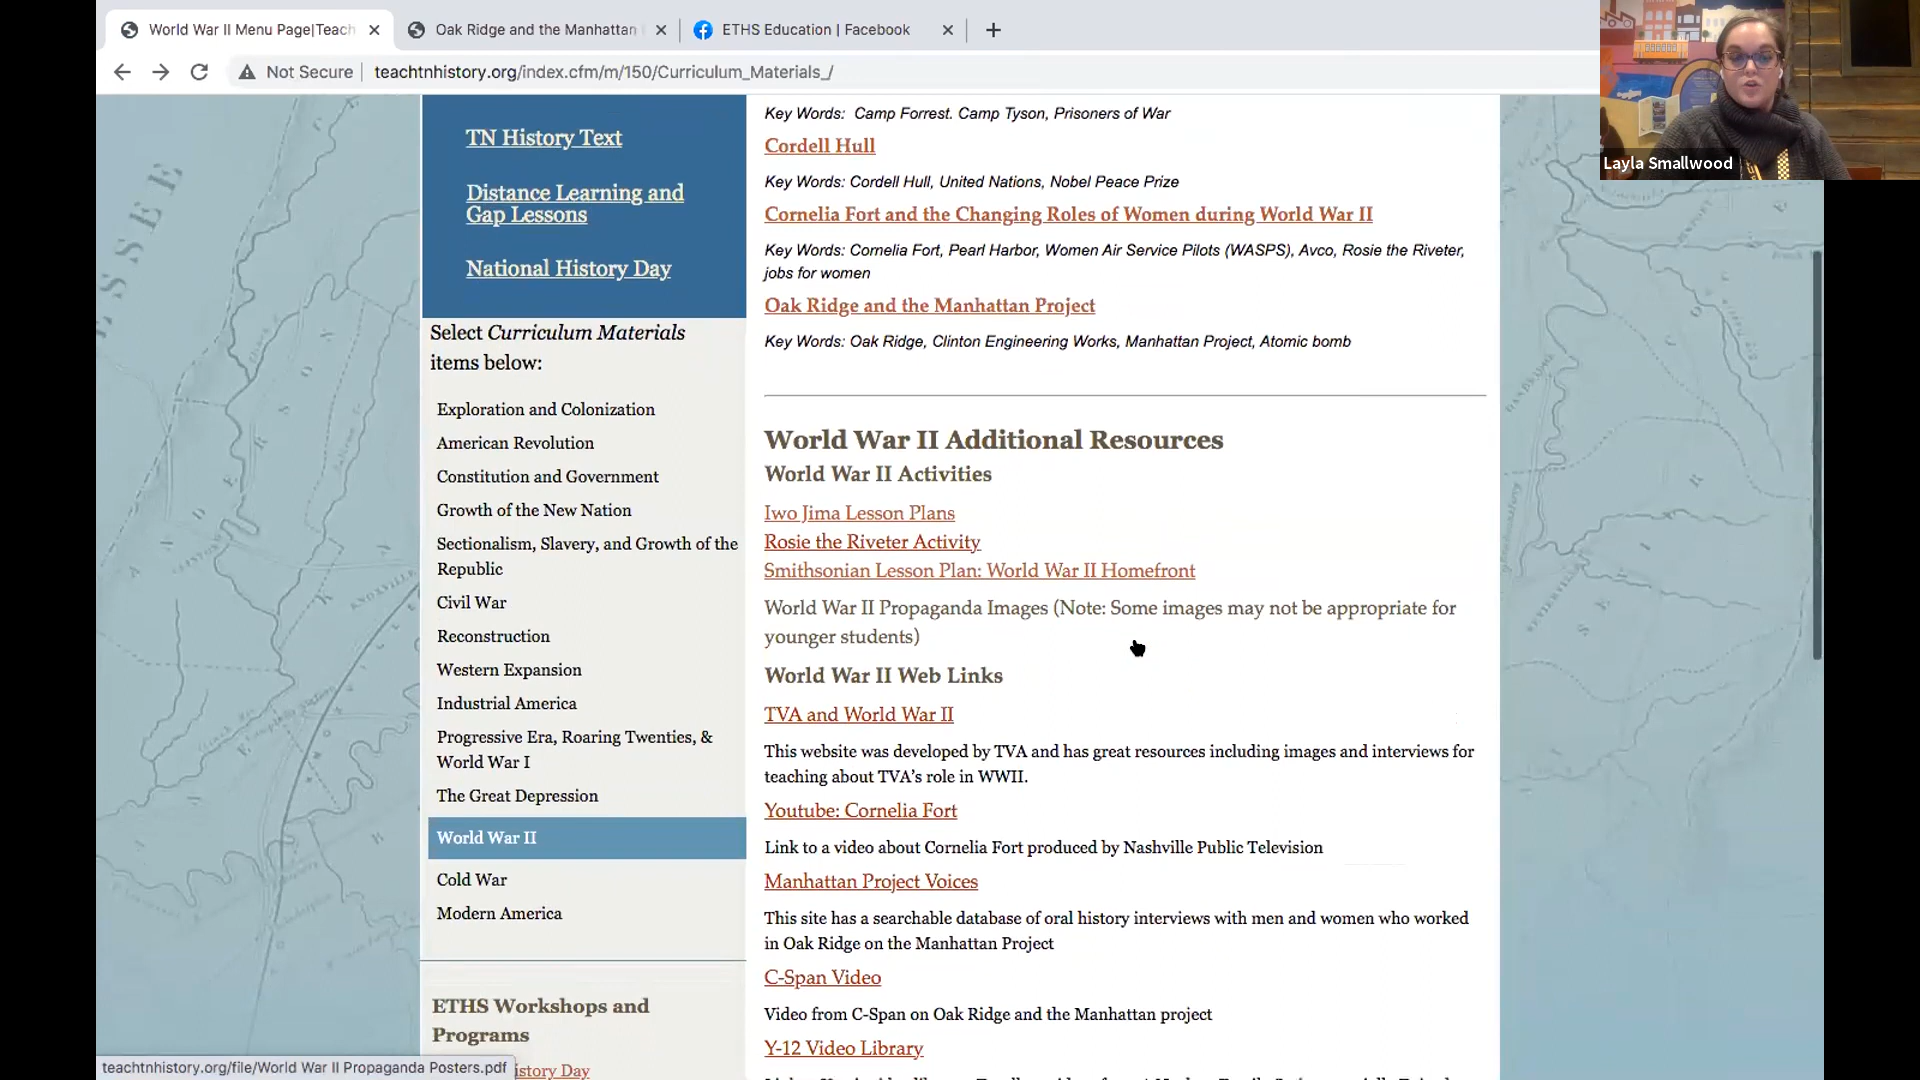 World War II Menu Page|Teach
Oak Ridge and the Manhattan
ETHS Education | Facebook
Not Secure
teachtnhistory.org/index.cfm/m/150/Curriculum_Materials_/
Layla Smallwood
TN History Text
Distance Learning and
Gap Lessons
National History Day
Select Curriculum Materials
items below:
Exploration and Colonization
American Revolution
Constitution and Government
Growth of the New Nation
Sectionalism, Slavery, and Growth of the
Republic
Civil War
Reconstruction
Western Expansion
Industrial America
Progressive Era, Roaring Twenties, &
World War I
The Great Depression
World War II
Cold War
Modern America
ETHS Workshops and
Programs
istory Day
teachtnhistory.org/file/World War II Propaganda Posters.pdf
Key Words: Camp Forrest. Camp Tyson, Prisoners of War
Cordell Hull
Key Words: Cordell Hull, United Nations, Nobel Peace Prize
Cornelia Fort and the Changing Roles of Women during World War II
Key Words: Cornelia Fort, Pearl Harbor, Women Air Service Pilots (WASPS), Avco, Rosie the Riveter,
jobs for women
Oak Ridge and the Manhattan Project
Key Words: Oak Ridge, Clinton Engineering Works, Manhattan Project, Atomic bomb
World War II Additional Resources
World War II Activities
Iwo Jima Lesson Plans
Rosie the Riveter Activity
Smithsonian Lesson Plan: World War II Homefront
World War II Propaganda Images (Note: Some images may not be appropriate for
younger students)
World War II Web Links
TVA and World War II
This website was developed by TVA and has great resources including images and interviews for
teaching about TVA's role in WWII.
Youtube: Cornelia Fort
Link to a video about Cornelia Fort produced by Nashville Public Television
Manhattan Project Voices
This site has a searchable database of oral history interviews with men and women who worked
in Oak Ridge on the Manhattan Project
C-Span Video
Video from C-Span on Oak Ridge and the Manhattan project
Y-12 Video Library